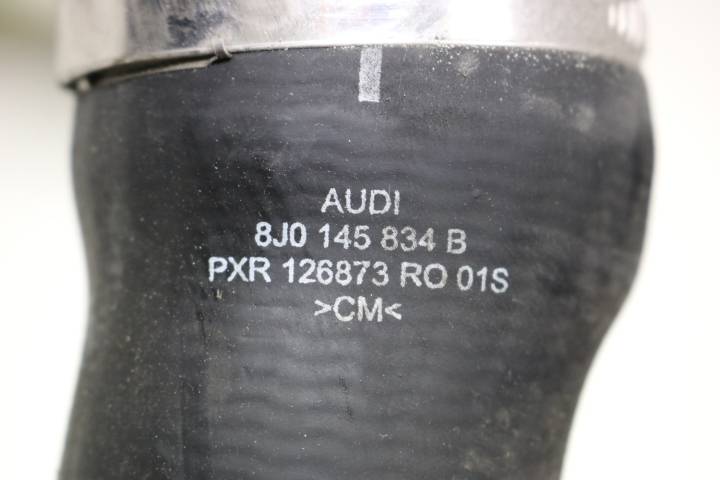 AUDI
8J0 145 834 B
PXR 126873 RO 01S
>CM<